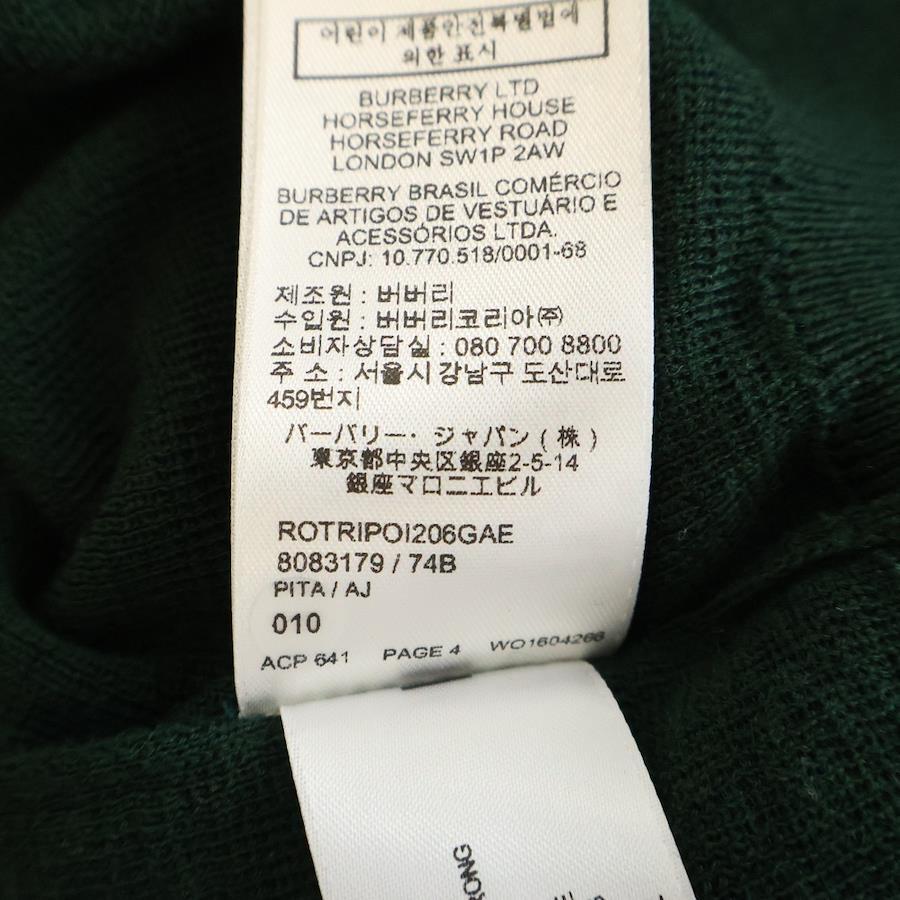 어린이 제품안전특별법에
의한 표시
BURBERRY LTD
HORSEFERRY HOUSE
HORSEFERRY ROAD
LONDON SW1P 2AW
BURBERRY BRASIL COMÉRCIO
DE ARTIGOS DE VESTUÁRIO E
ACESSÓRIOS LTDA.
CNPJ: 10.770.518/0001-68
제조원 : 버버리
수입원 : 버버리코리아㈜
소비자상담실 : 080 700 8800
주 소 : 서울시 강남구 도산대로
459번지
バーバリー・ジャパン ( 株 )
東京都中央区銀座2-5-14
銀座マロニエビル
ROTRIPOI206GAE
8083179 / 74B
PITA / AJ
010
ACP 641 PAGE 4 WO1604266